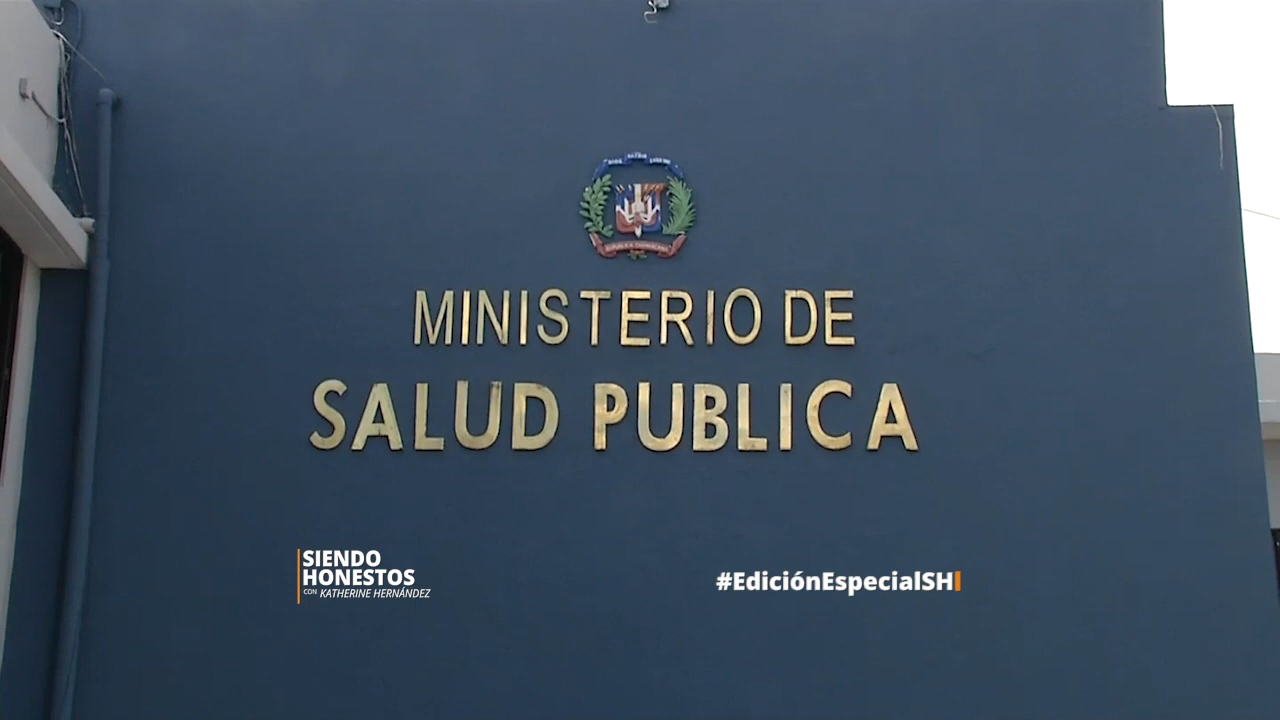 MINISTERIO DE
SALUD PUBLICA
SIENDO
HONESTOS
CON KATHERINE HERNÁNDEZ
#EdiciónEspecialSH